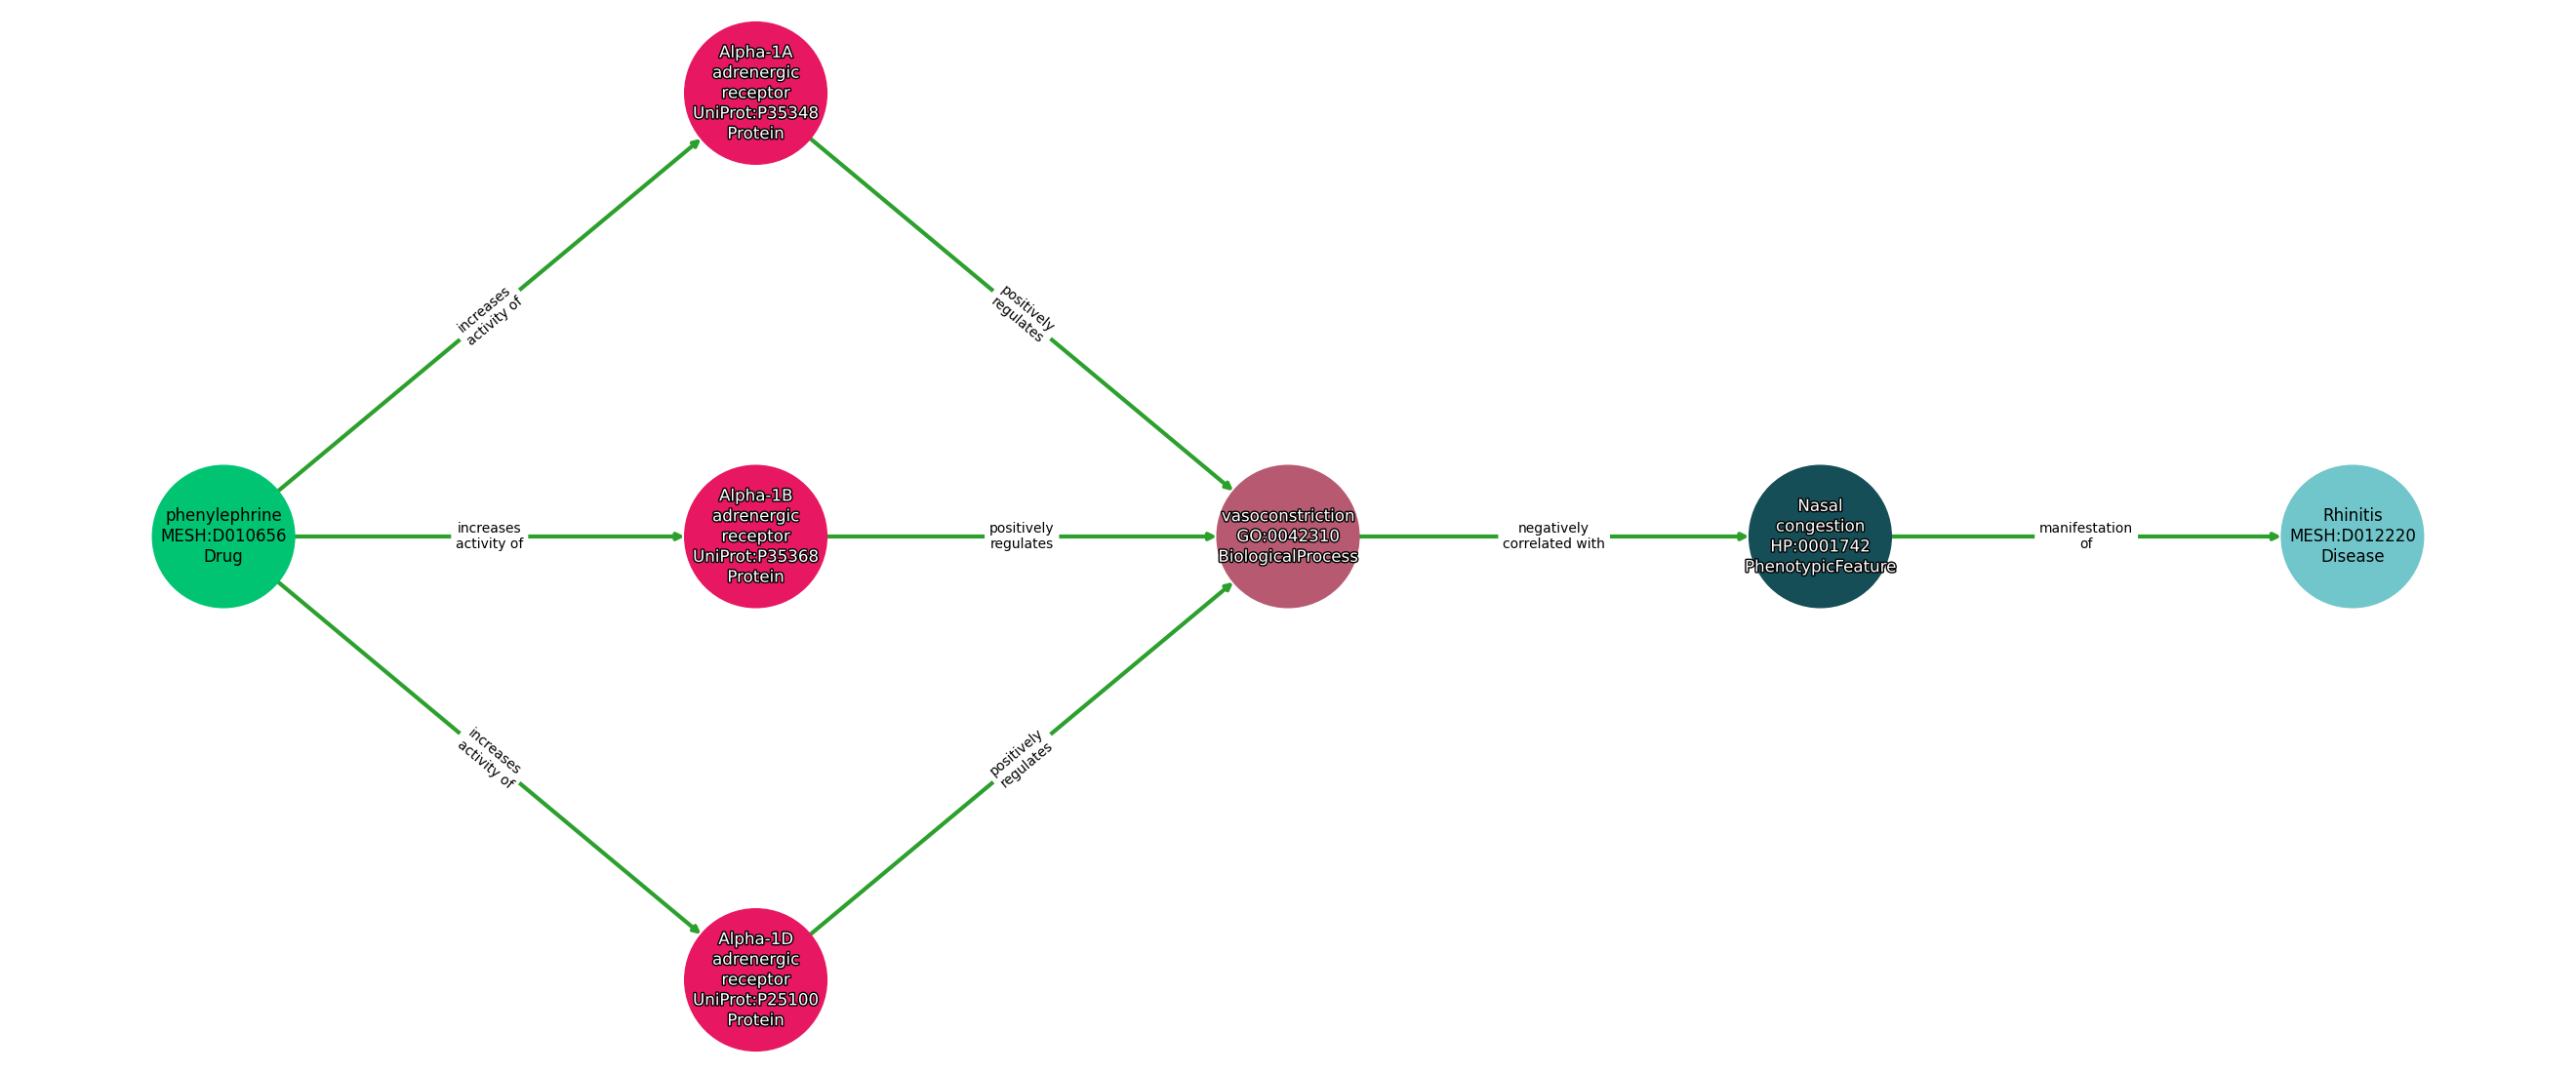 Alpha-1A
adrenergic
receptor
UniProt:P35348
Protein
increases
activity of
positively
regulates
phenylephrine
MESH:D010656
Drug
increases
activity of
Alpha-1B
adrenergic
receptor
UniProt:P35368
Protein
positively
regulates
vasoconstriction
GO:0042310
BiologicalProcess
negatively
correlated with
Nasal
congestion
HP:0001742
PhenotypicFeature
manifestation
of
Rhinitis
MESH:D012220
Disease
increases
activity of
positively
regulates
Alpha-1D
adrenergic
receptor
UniProt:P25100
Protein